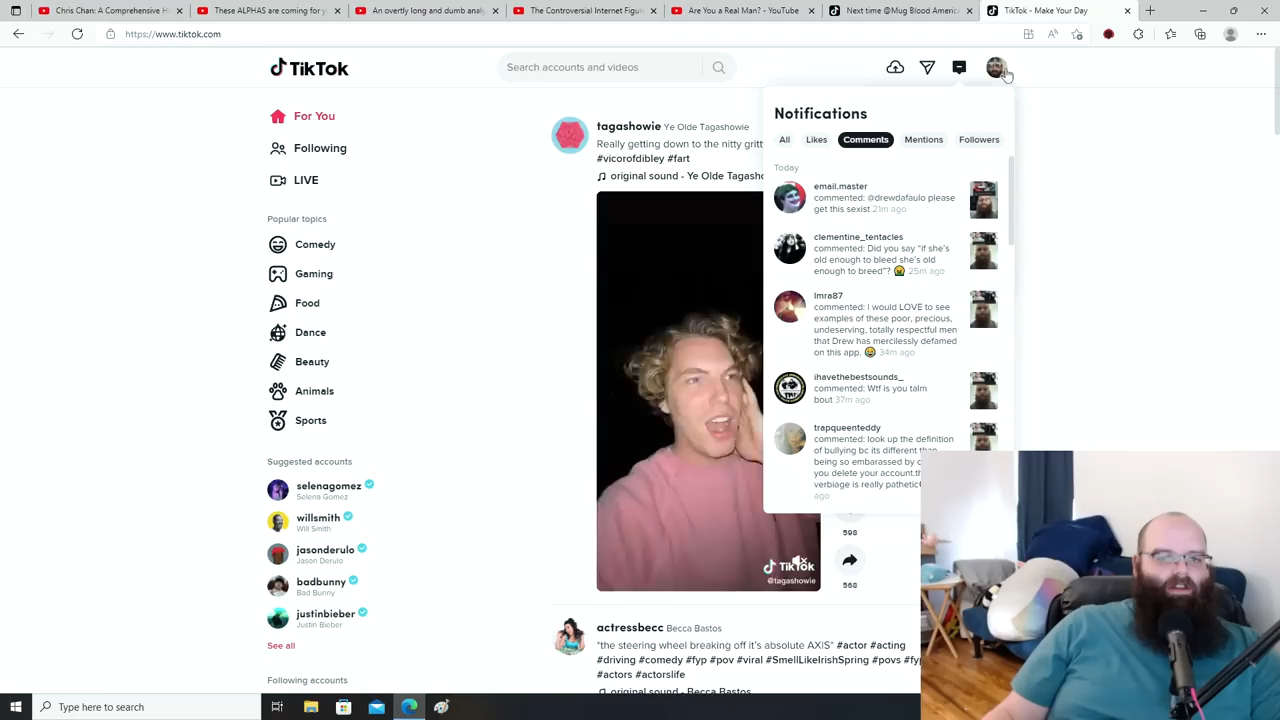 Chris Chan: A Comprehensive H
These ALPHAS are coming for y
An overtly long and dumb analy
The Controversial Internet Figur
Are You a Real Man? - YouTube
Next time @Mug Blood America
TikTok - Make Your Day
https://www.tiktok.com
TikTok
Search accounts and videos
For You
Following
LIVE
Popular topics
Comedy
Gaming
Food
Dance
Beauty
Animals
Sports
Suggested accounts
selenagomez
Selena Gomez
willsmith
Will Smith
jasonderulo
Jason Derulo
badbunny
Bad Bunny
justinbieber
Justin Bieber
See all
Following accounts
tagashowie Ye Olde Tagashowie
Really getting down to the nitty gritt
#vicorofdibley #fart
original sound - Ye Olde Tagasho
TikTok
@tagashowie
598
568
actressbecc Becca Bastos
"the steering wheel breaking off it's absolute AXIS" #actor #acting
#driving #comedy #fyp #pov #viral #SmellLikeIrishSpring #povs #fyp
#actors #actorslife
original sound - Becca Bastos
Notifications
All Likes Comments Mentions Followers
Today
email.master
commented: @drewdafaulo please
get this sexist 21m ago
clementine_tentacles
commented: Did you say "if she's
old enough to bleed she's old
enough to breed"? 25m ago
lmra87
commented: I would LOVE to see
examples of these poor, precious,
undeserving, totally respectful men
that Drew has mercilessly defamed
on this app. 34m ago
ihavethebestsounds_
commented: Wtf is you talm
bout 37m ago
trapqueenteddy
commented: look up the definition
of bullying bc its different than
being so embarassed by
you delete your account.th
verbiage is really pathetic
ago
Type here to search